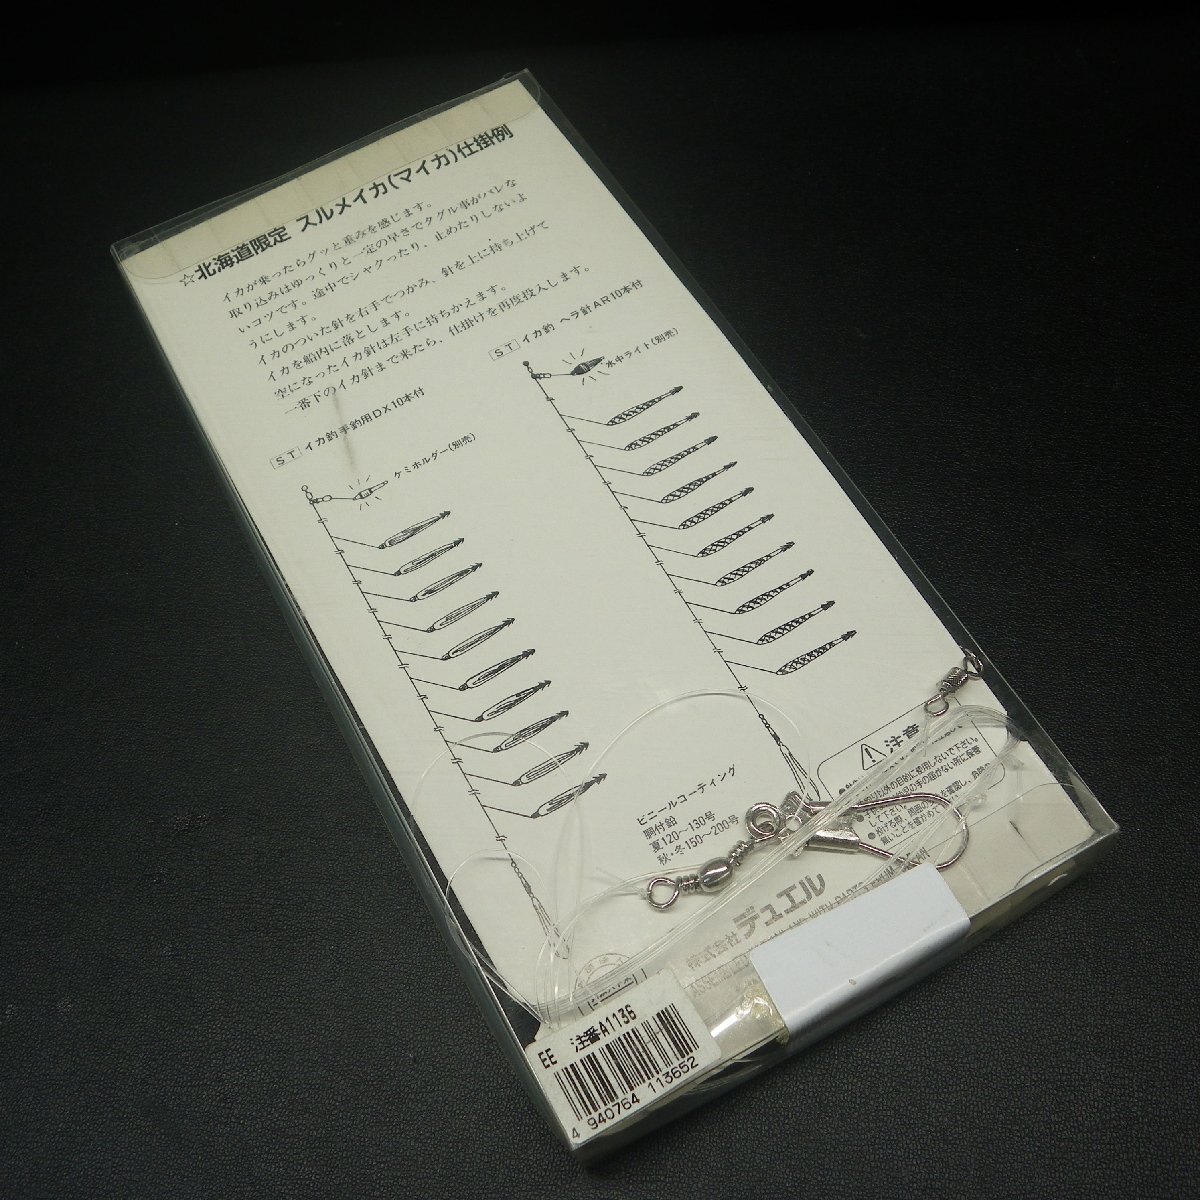 ☆北海道限定 スルメイカ(マイカ)仕掛例
イカが乗ったらグッと重みを感じます。
取り込みはゆっくりと一定の早さでタグル事がバレな
いコツです。途中でシャクったり、止めたりしないよ
うにします。
イカのついた針を右手でつかみ、針を上に持ち上げて
イカを船内に落とします。
空になったイカ針は左手に持ちかえます。
一番下のイカ針まで来たら、仕掛けを再度投入します。
ST イカ釣 手釣用DX10本付
ケミホルダー(別売)
ST イカ釣 ヘラ針AR10本付
水中ライト(別売)
ビニールコーティング
胴付鉛
夏120〜130号
秋・冬150〜200号
注意
株式会社 デュエル
EE 注番A1136
4 940764 113652